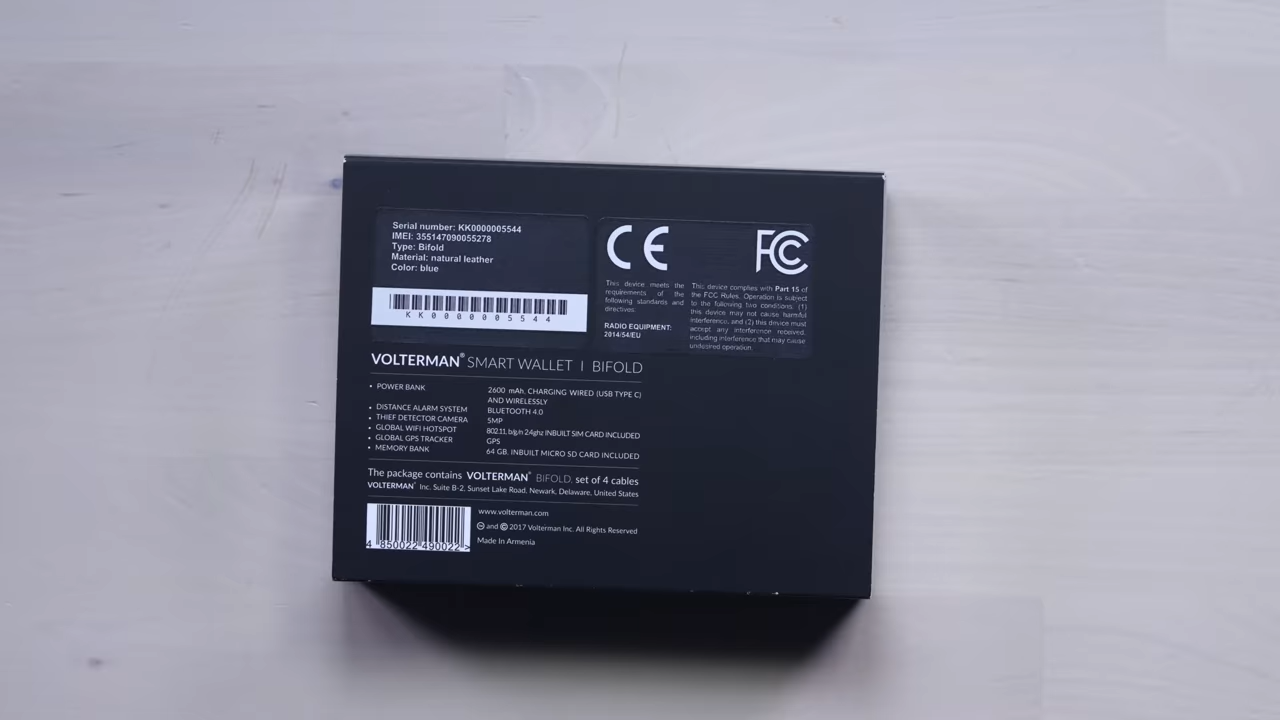 Serial number: KK0000005544
IMEI: 355147090055278
Type: Bifold
Material: natural leather
Color: blue
KK0000005544
CE
FC
This device meets the
requirements of the
following standards and
directives:
RADIO EQUIPMENT:
2014/54/EU
This device complies with Part 15 of
the FCC Rules. Operation is subject
to the following two conditions: (1)
this device may not cause harmful
interference, and (2) this device must
accept any interference received,
including interference that may cause
undesired operation.
VOLTERMAN® SMART WALLET | BIFOLD
• POWER BANK 2600 mAh, CHARGING WIRED (USB TYPE C)
AND WIRELESSLY
• DISTANCE ALARM SYSTEM BLUETOOTH 4.0
• THIEF DETECTOR CAMERA 5MP
• GLOBAL WIFI HOTSPOT 802.11, b/g/n 2.4ghz INBUILT SIM CARD INCLUDED
• GLOBAL GPS TRACKER GPS
• MEMORY BANK 64 GB, INBUILT MICRO SD CARD INCLUDED
The package contains VOLTERMAN® BIFOLD, set of 4 cables
VOLTERMAN® Inc. Suite B-2, Sunset Lake Road, Newark, Delaware, United States
www.volterman.com
and © 2017 Volterman Inc. All Rights Reserved
Made In Armenia
4 850022 490022 >